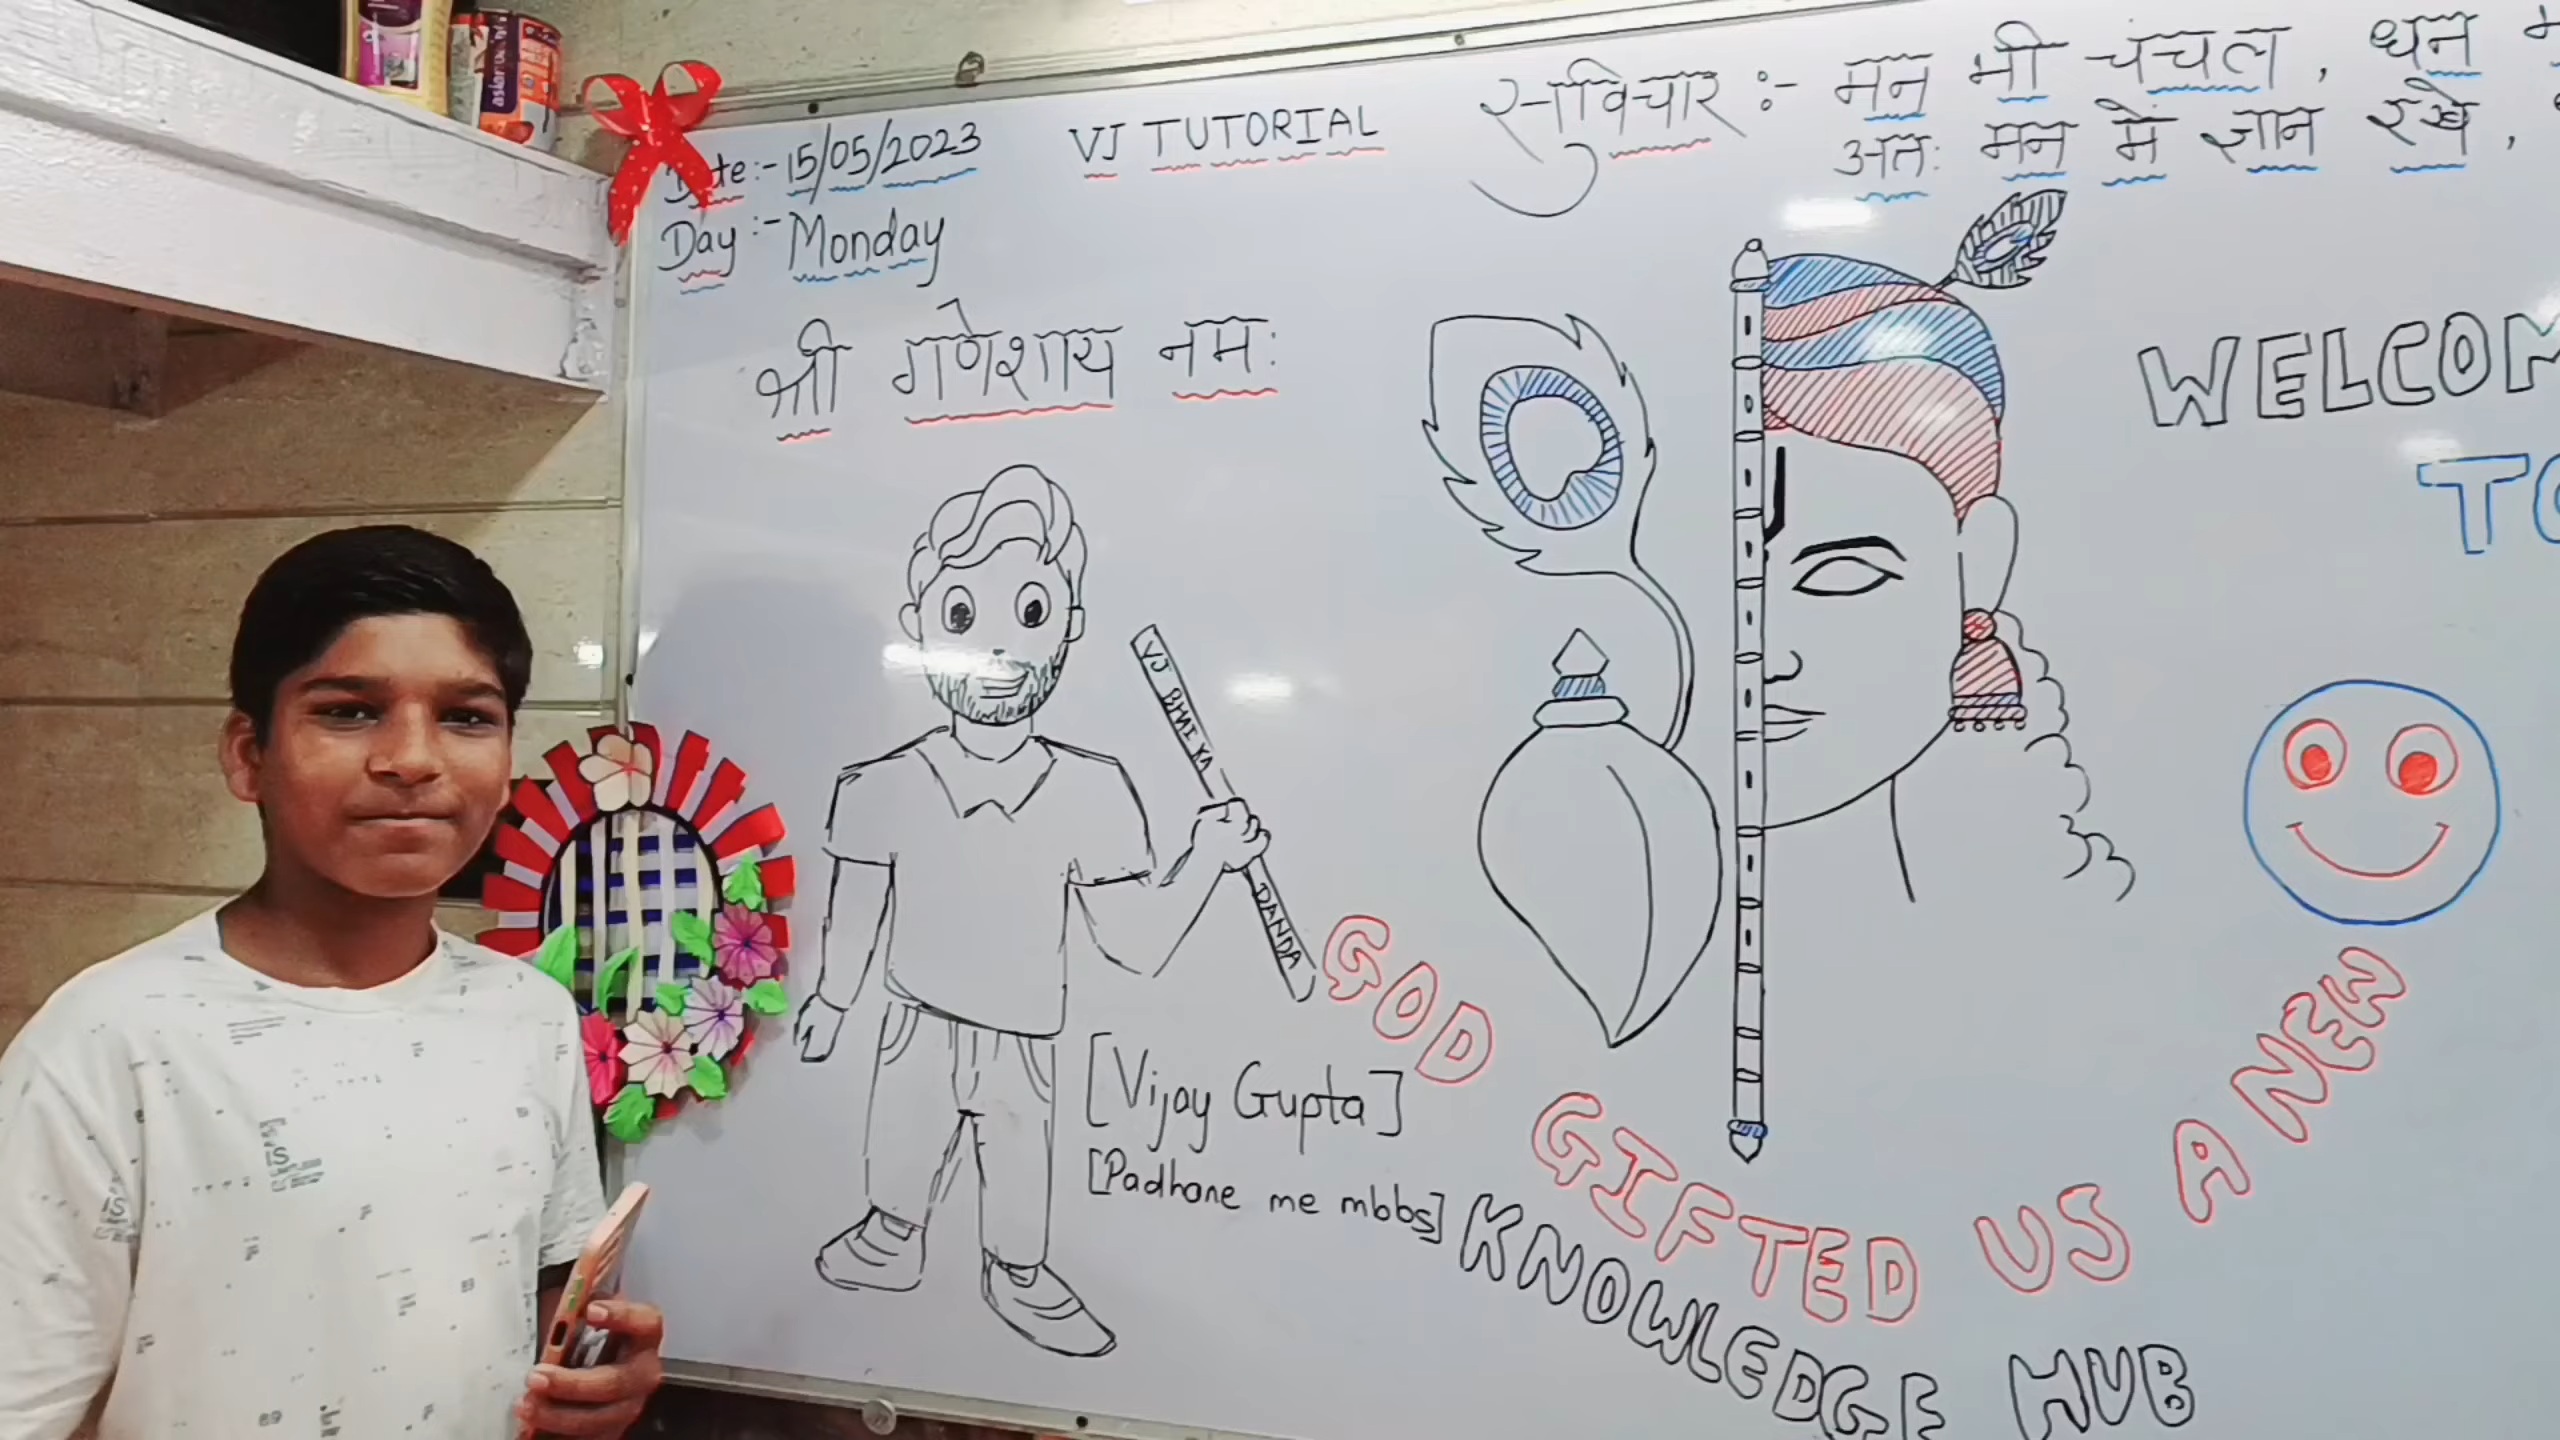 Date:- 15/05/2023
Day:- Monday
VJ TUTORIAL
सुविचार :- मन भी चंचल, धन
अतः मन में ज्ञान रखे,
श्री गणेशाय नमः
WELCOM
TO
VJ BHAI KA DANDA
[Vijay Gupta]
[Padhane me mbbs]
GOD GIFTED US A NEW
KNOWLEDGE HUB
asian